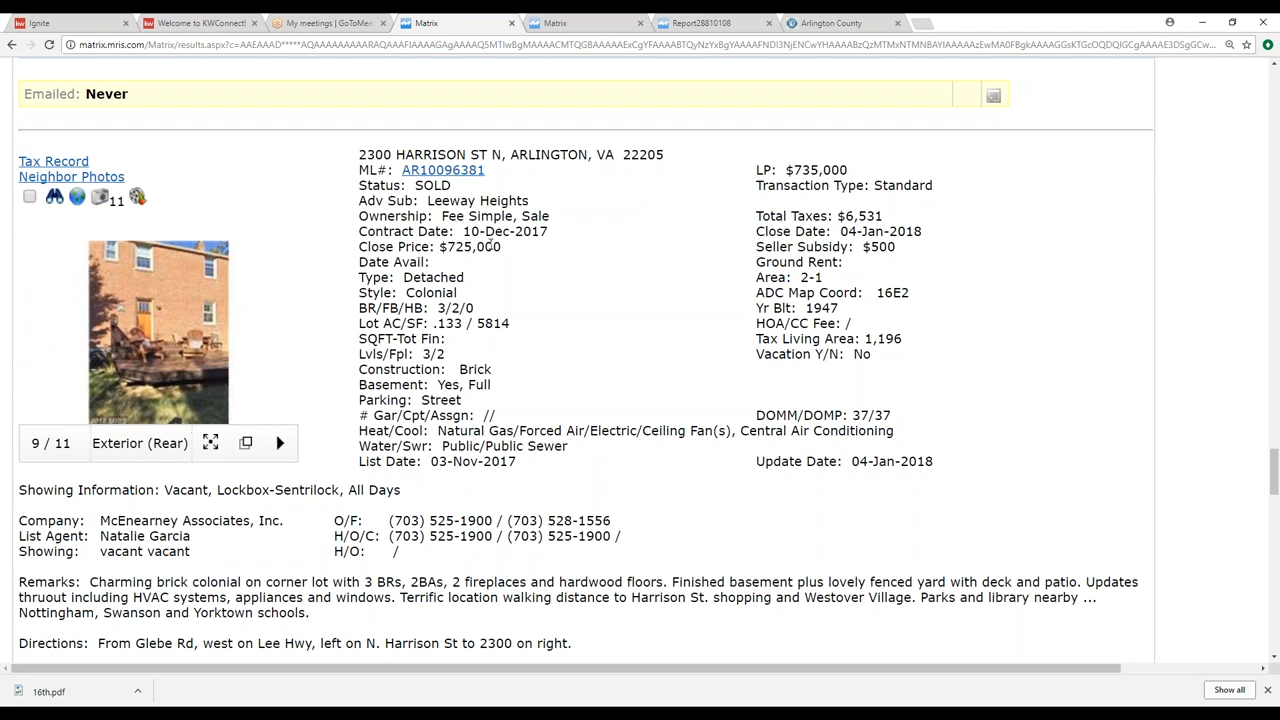 Ignite
Welcome to KWConnect!
My meetings | GoToMee
Matrix
Matrix
Report28810108
Arlington County
Emailed: Never
Tax Record
Neighbor Photos
11
9 / 11 Exterior (Rear)
2300 HARRISON ST N, ARLINGTON, VA 22205
ML#: AR10096381 LP: $735,000
Status: SOLD Transaction Type: Standard
Adv Sub: Leeway Heights
Ownership: Fee Simple, Sale Total Taxes: $6,531
Contract Date: 10-Dec-2017 Close Date: 04-Jan-2018
Close Price: $725,000 Seller Subsidy: $500
Date Avail: Ground Rent:
Type: Detached Area: 2-1
Style: Colonial ADC Map Coord: 16E2
BR/FB/HB: 3/2/0 Yr Blt: 1947
Lot AC/SF: .133 / 5814 HOA/CC Fee: /
SQFT-Tot Fin: Tax Living Area: 1,196
Lvls/Fpl: 3/2 Vacation Y/N: No
Construction: Brick
Basement: Yes, Full
Parking: Street
# Gar/Cpt/Assgn: // DOMM/DOMP: 37/37
Heat/Cool: Natural Gas/Forced Air/Electric/Ceiling Fan(s), Central Air Conditioning
Water/Swr: Public/Public Sewer
List Date: 03-Nov-2017 Update Date: 04-Jan-2018
Showing Information: Vacant, Lockbox-Sentrilock, All Days
Company: McEnearney Associates, Inc. O/F: (703) 525-1900 / (703) 528-1556
List Agent: Natalie Garcia H/O/C: (703) 525-1900 / (703) 525-1900 /
Showing: vacant vacant H/O: /
Remarks: Charming brick colonial on corner lot with 3 BRs, 2BAs, 2 fireplaces and hardwood floors. Finished basement plus lovely fenced yard with deck and patio. Updates
thruout including HVAC systems, appliances and windows. Terrific location walking distance to Harrison St. shopping and Westover Village. Parks and library nearby ...
Nottingham, Swanson and Yorktown schools.
Directions: From Glebe Rd, west on Lee Hwy, left on N. Harrison St to 2300 on right.
16th.pdf
Show all